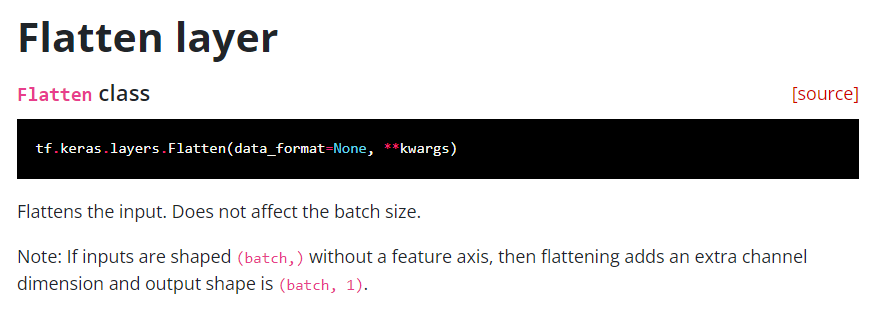 Flatten layer
Flatten class [source]
tf.keras.layers.Flatten(data_format=None, **kwargs)
Flattens the input. Does not affect the batch size.
Note: If inputs are shaped (batch,) without a feature axis, then flattening adds an extra channel
dimension and output shape is (batch, 1).